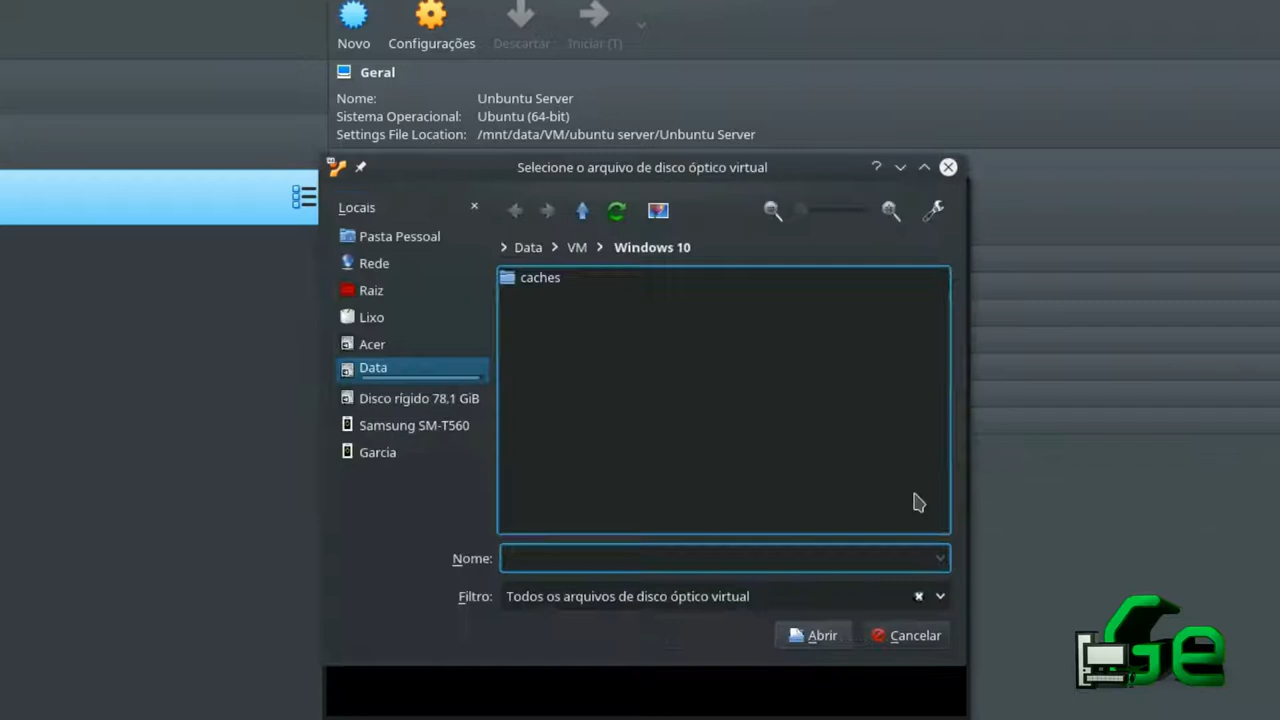 Novo
Configurações
Descartar
Iniciar (T)
Geral
Nome: Unbuntu Server
Sistema Operacional: Ubuntu (64-bit)
Settings File Location: /mnt/data/VM/ubuntu server/Unbuntu Server
Selecione o arquivo de disco óptico virtual
Locais
Pasta Pessoal
Rede
Raiz
Lixo
Acer
Data
Disco rígido 78,1 GiB
Samsung SM-T560
Garcia
Data > VM > Windows 10
caches
Nome:
Filtro: Todos os arquivos de disco óptico virtual
Abrir
Cancelar
Ge